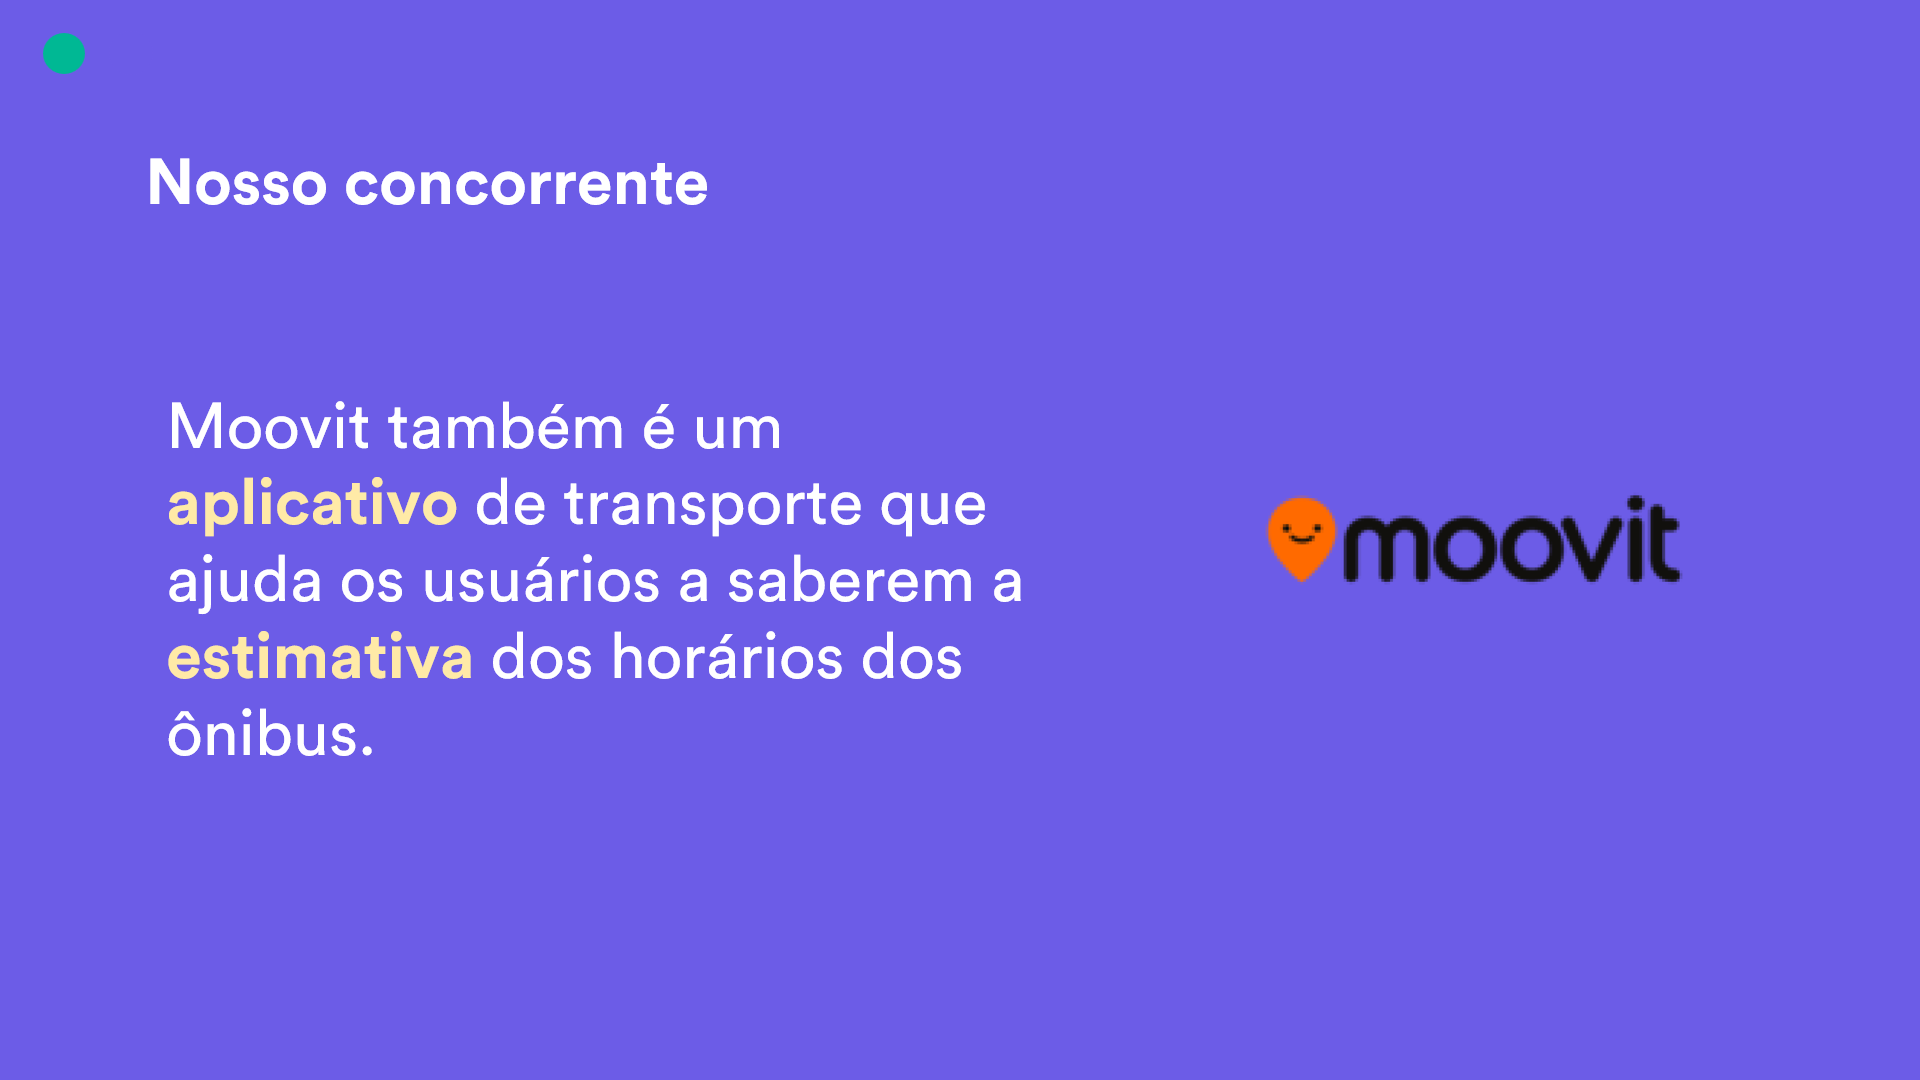 Nosso concorrente
Moovit também é um
aplicativo de transporte que
ajuda os usuários a saberem a
estimativa dos horários dos
ônibus.
moovit